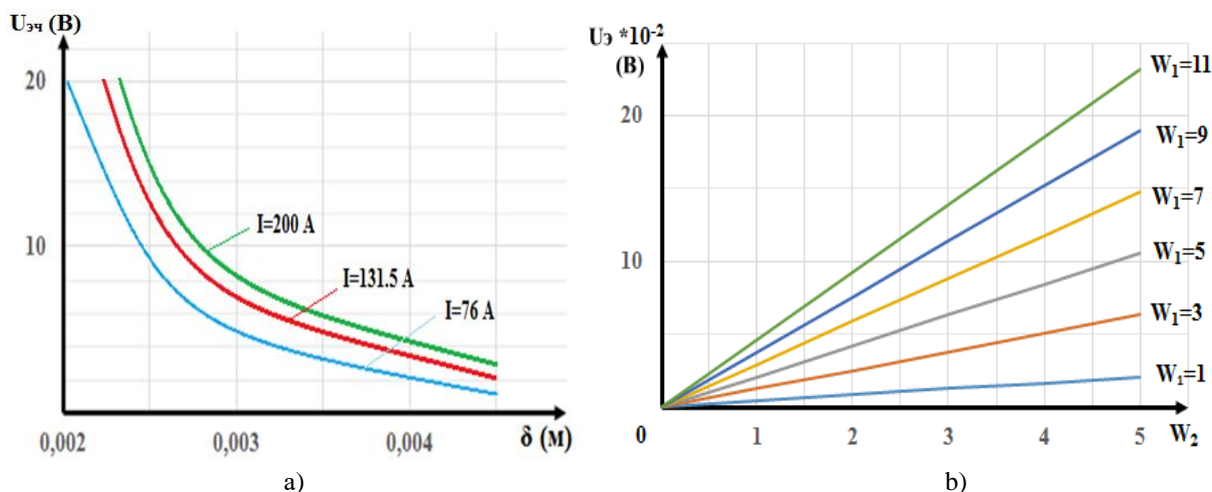 Uэч (В)
20
10
I=200 A
I=131.5 A
I=76 A
0,002
0,003
0,004
δ (м)
a)
Uэ *10-2
(В)
20
10
W1=11
W1=9
W1=7
W1=5
W1=3
W1=1
0
1
2
3
4
5
W2
b)